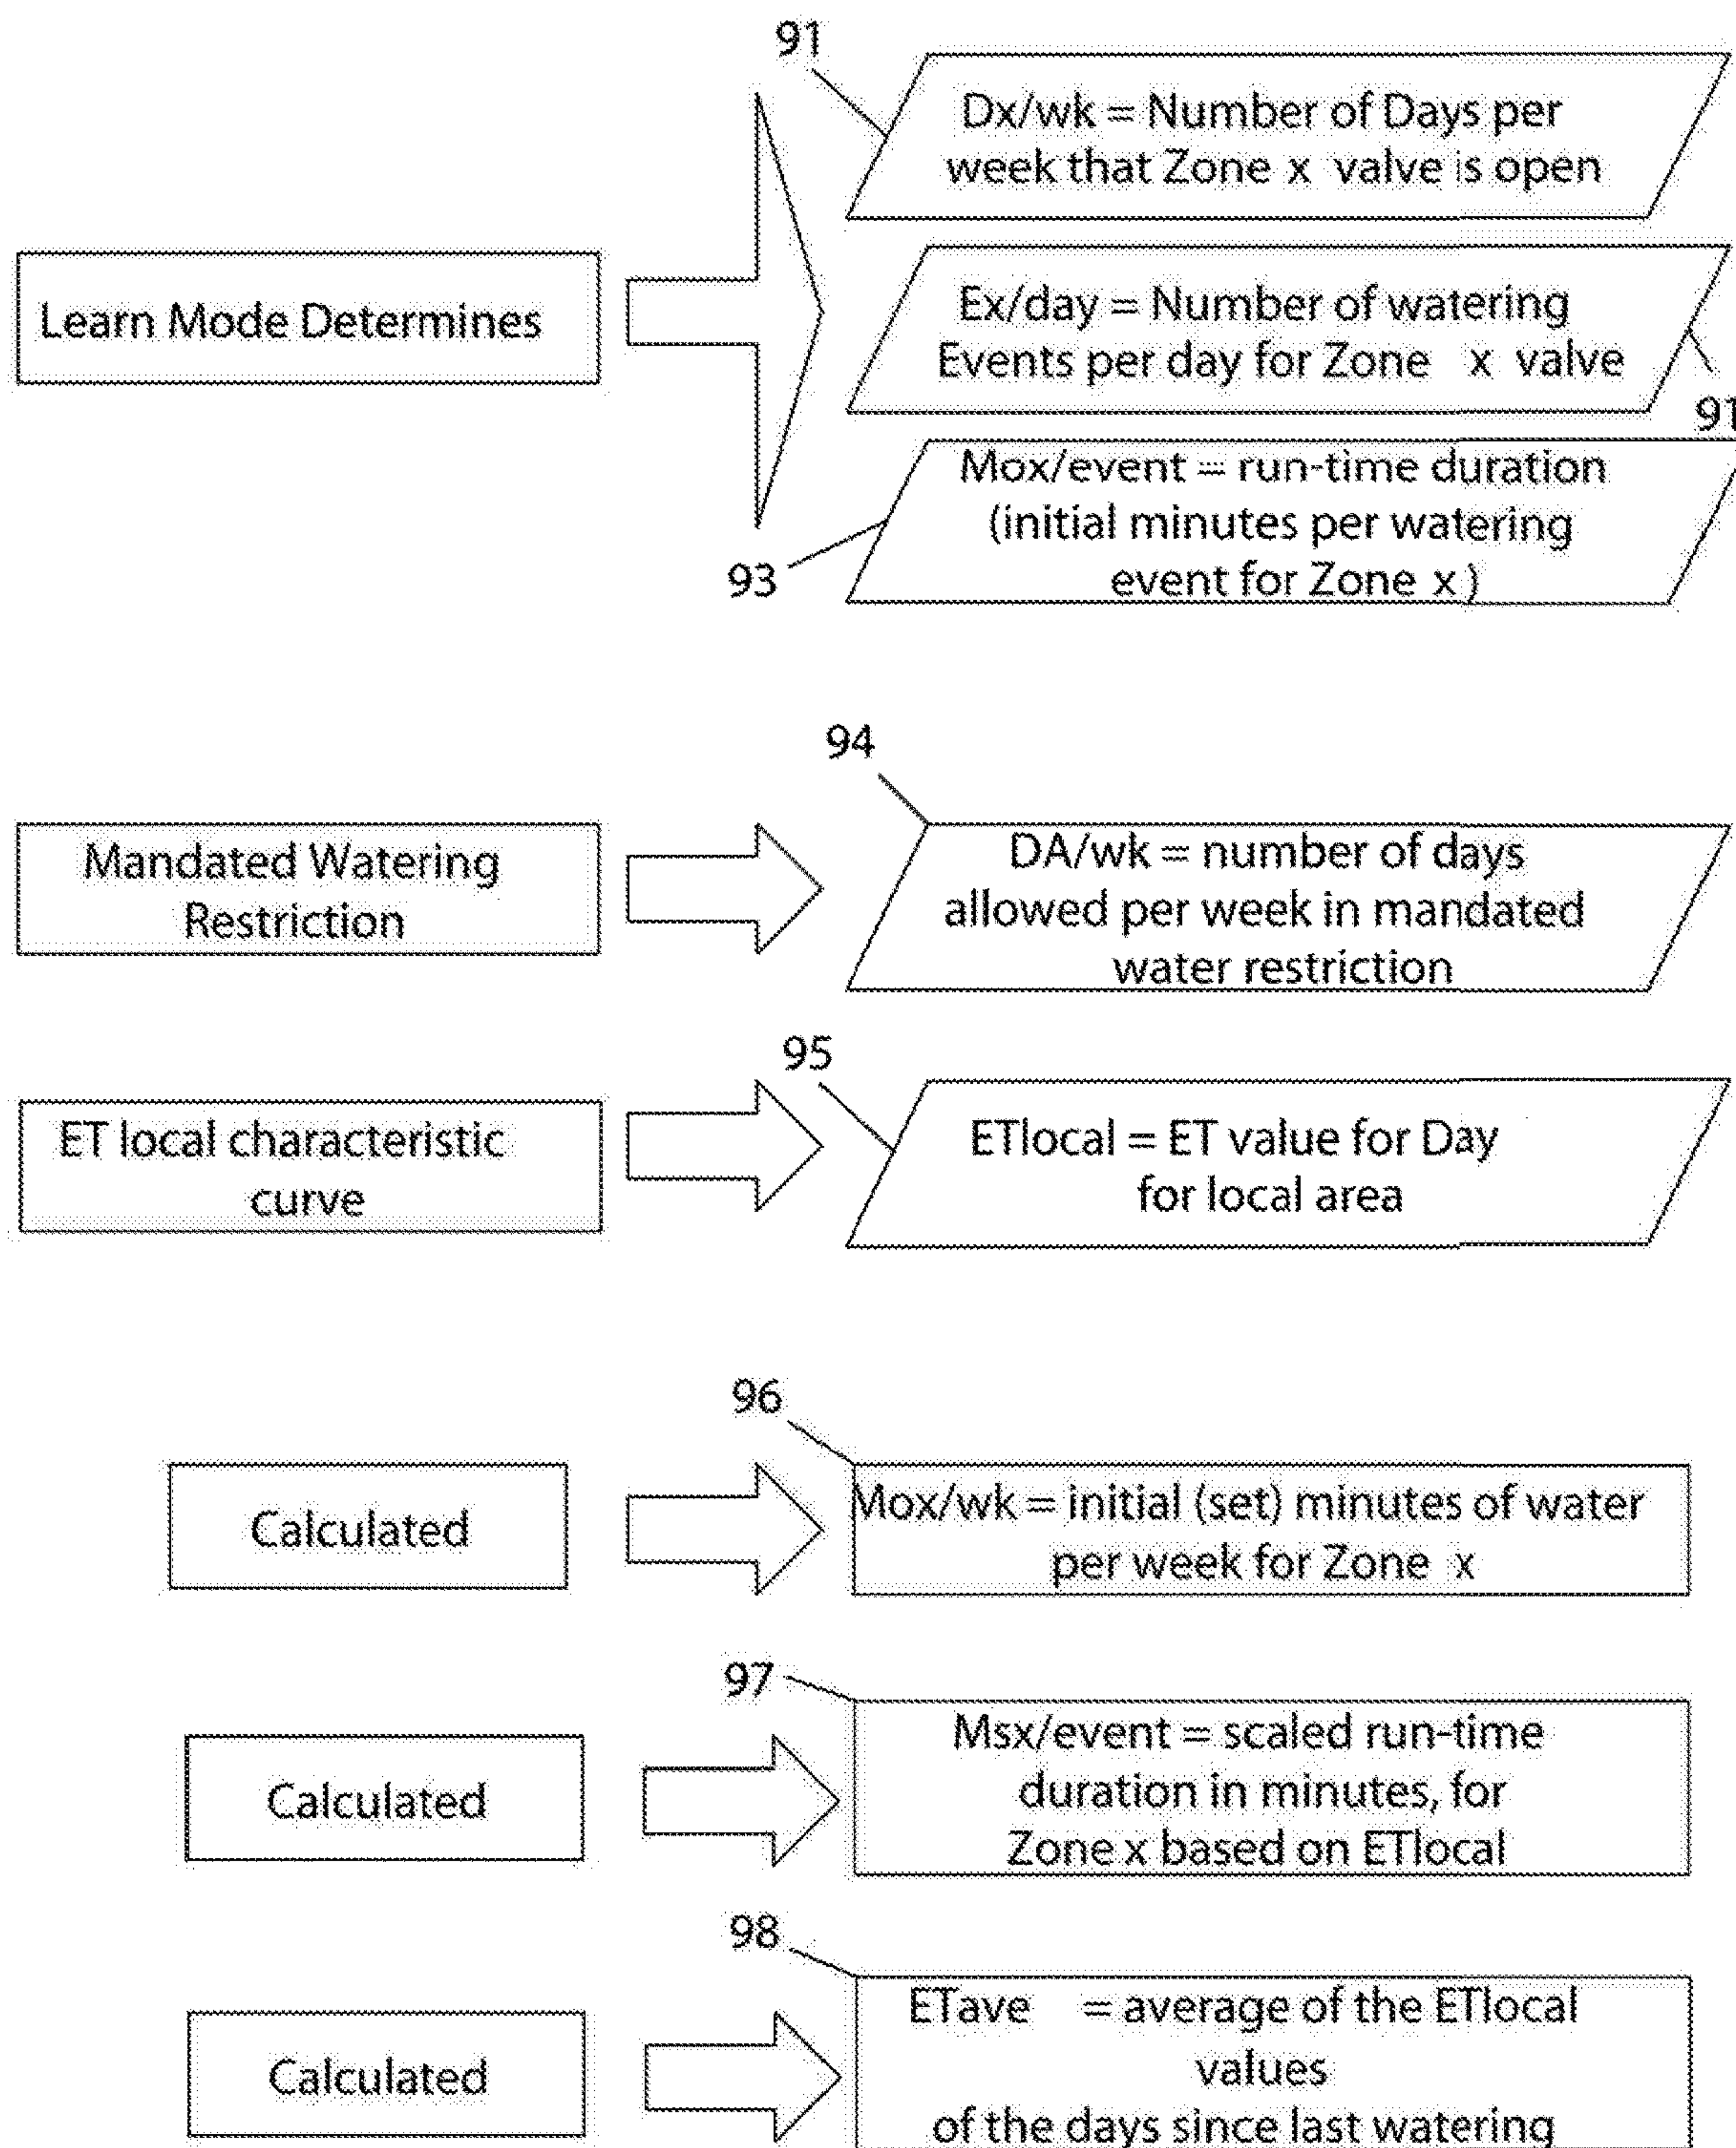 91
Dx/wk = Number of Days per
week that Zone x valve is open
Learn Mode Determines
Ex/day = Number of watering
Events per day for Zone x valve
91
Mox/event = run-time duration
(initial minutes per watering
event for Zone x )
93
94
Mandated Watering
Restriction
DA/wk = number of days
allowed per week in mandated
water restriction
95
ET local characteristic
curve
ETlocal = ET value for Day
for local area
96
Calculated
Mox/wk = initial (set) minutes of water
per week for Zone x
97
Calculated
Msx/event = scaled run-time
duration in minutes, for
Zone x based on ETlocal
98
Calculated
ETave = average of the ETlocal
values
of the days since last watering